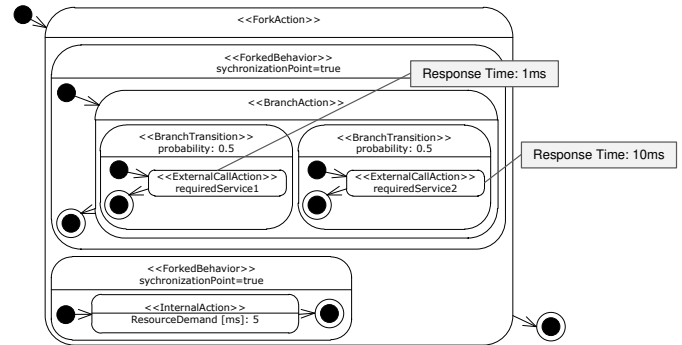 <<ForkAction>>
<<ForkedBehavior>>
sychronizationPoint=true
Response Time: 1ms
<<BranchAction>>
<<BranchTransition>>
probability: 0.5
<<BranchTransition>>
probability: 0.5
Response Time: 10ms
<<ExternalCallAction>>
requiredService1
<<ExternalCallAction>>
requiredService2
<<ForkedBehavior>>
sychronizationPoint=true
<<InternalAction>>
ResourceDemand [ms]: 5